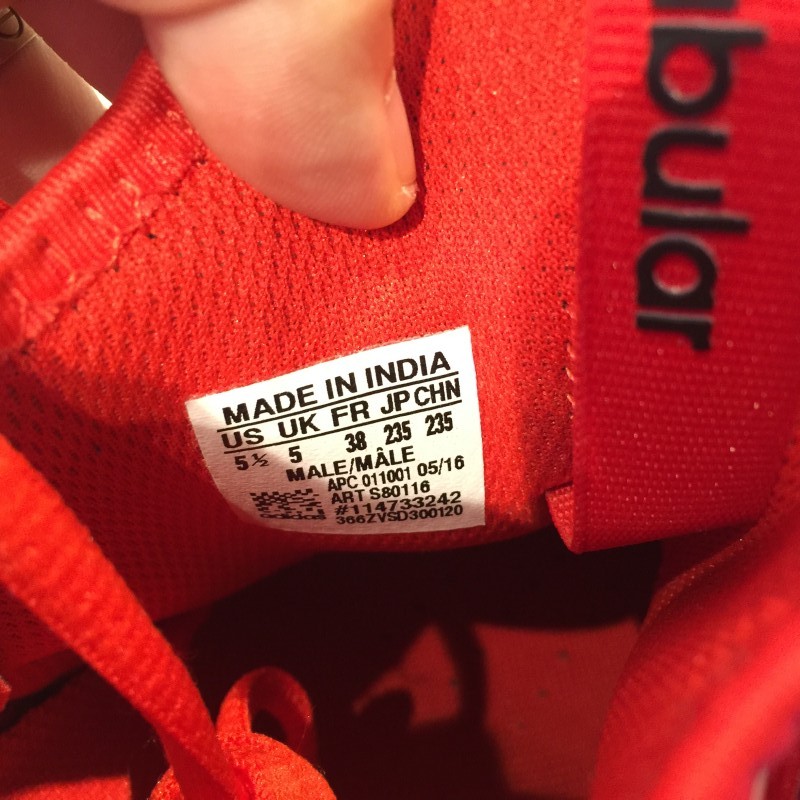 MADE IN INDIA
US UK FR JP CHN
5½ 5 38 235 235
MALE/MÂLE
APC 011001 05/16
ART S80116
#114733242
366ZVSD300120
adidas
bular